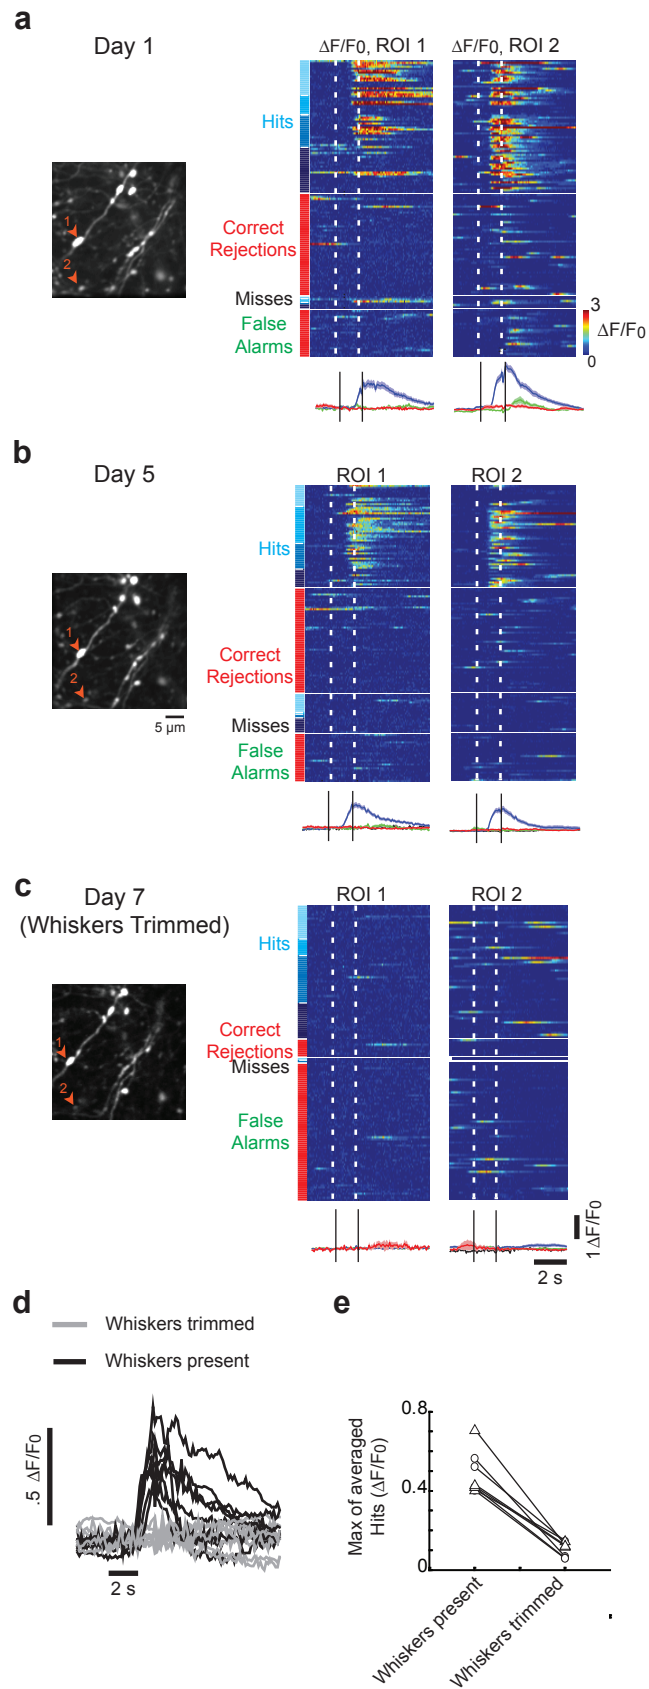 a
Day 1
ΔF/F0, ROI 1
ΔF/F0, ROI 2
Hits
1
2
Correct
Rejections
Misses
False
Alarms
3
ΔF/F0
0
b
Day 5
ROI 1
ROI 2
Hits
1
2
5 µm
Correct
Rejections
Misses
False
Alarms
c
Day 7
(Whiskers Trimmed)
ROI 1
ROI 2
Hits
1
2
Correct
Rejections
Misses
False
Alarms
1 ΔF/F0
2 s
d
Whiskers trimmed
Whiskers present
.5 ΔF/F0
2 s
e
Max of averaged
Hits (ΔF/F0)
0.8
0.4
0
Whiskers present
Whiskers trimmed